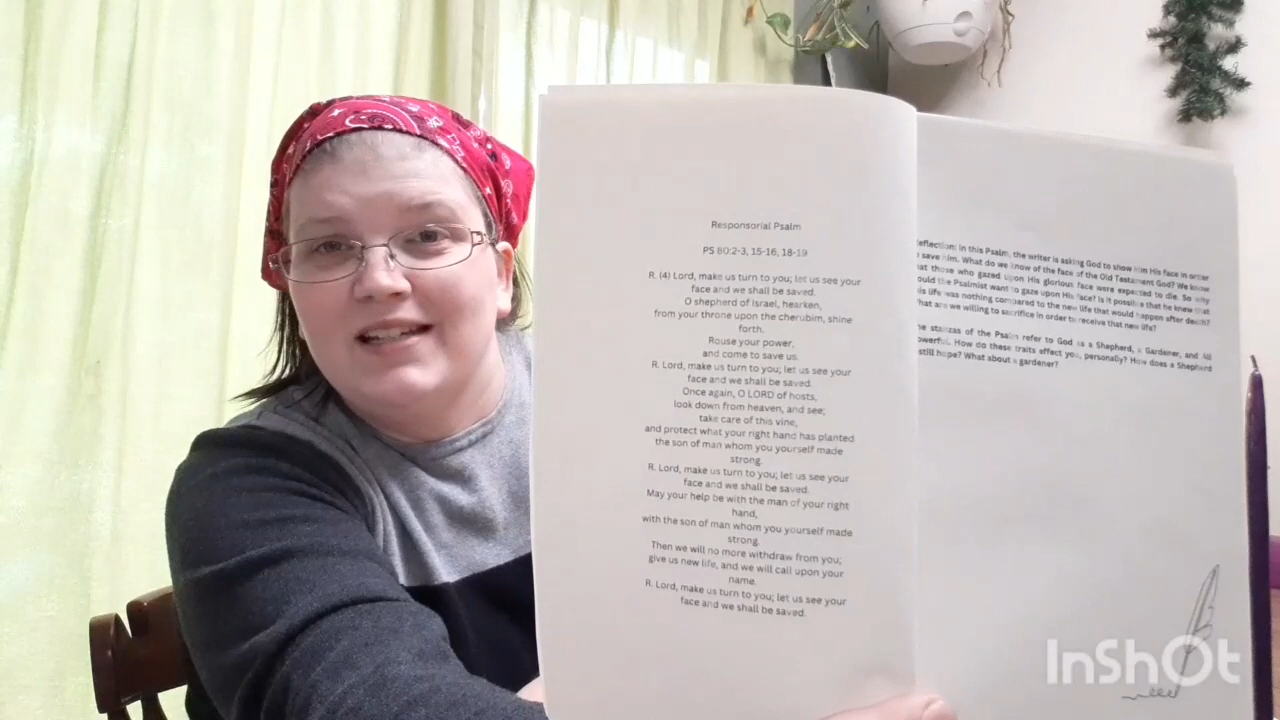 Responsorial Psalm
PS 80:2-3, 15-16, 18-19
R. (4) Lord, make us turn to you; let us see your
face and we shall be saved.
O shepherd of Israel, hearken,
from your throne upon the cherubim, shine
forth.
Rouse your power,
and come to save us.
R. Lord, make us turn to you; let us see your
face and we shall be saved.
Once again, O LORD of hosts,
look down from heaven, and see;
take care of this vine,
and protect what your right hand has planted
the son of man whom you yourself made
strong.
R. Lord, make us turn to you; let us see your
face and we shall be saved.
May your help be with the man of your right
hand,
with the son of man whom you yourself made
strong.
Then we will no more withdraw from you;
give us new life, and we will call upon your
name.
R. Lord, make us turn to you; let us see your
face and we shall be saved.
eflection: in this Psalm, the writer is asking God to show him His face in order
save him. What do we know of the face of the Old Testament God? We know
at those who gazed upon His glorious face were expected to die. So why
ould the Psalmist want to gaze upon His face? Is it possible that he knew that
is life was nothing compared to the new life that would happen after death?
hat are we willing to sacrifice in order to receive that new life?
he stanzas of the Psalm refer to God as a Shepherd, a Gardener, and All
owerful. How do these traits effect you, personally? How does a Shepherd
still hope? What about a gardener?
InShOt